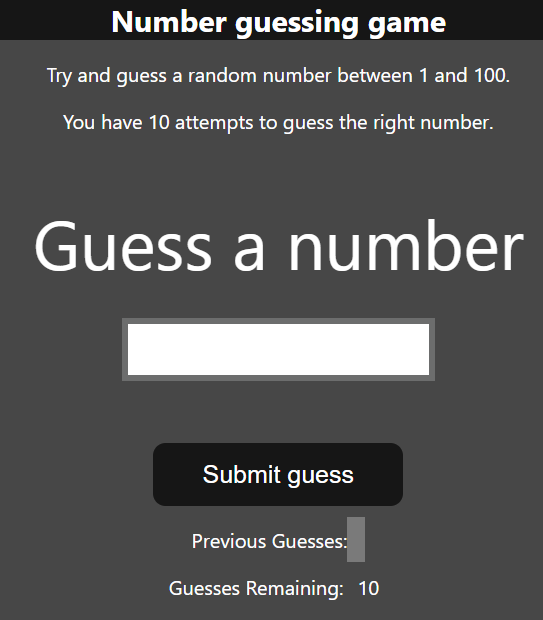 Number guessing game
Try and guess a random number between 1 and 100.
You have 10 attempts to guess the right number.
Guess a number
Submit guess
Previous Guesses:
Guesses Remaining: 10